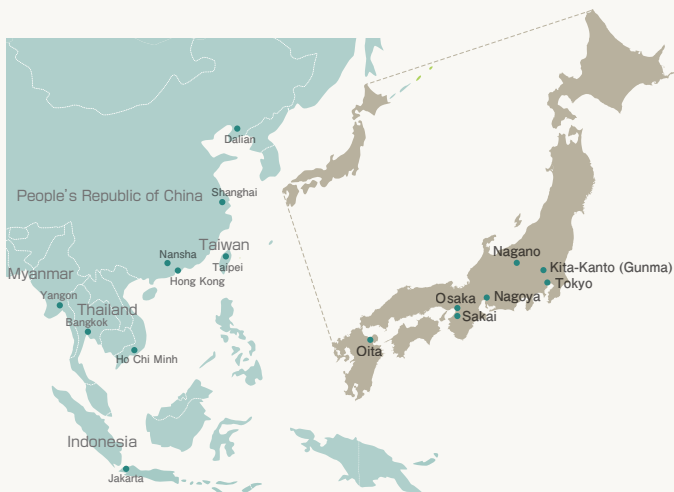 Dalian
People's Republic of China
Shanghai
Taiwan
Nansha
Taipei
Hong Kong
Myanmar
Yangon
Thailand
Bangkok
Ho Chi Minh
Indonesia
Jakarta
Nagano
Kita-Kanto (Gunma)
Tokyo
Osaka
Nagoya
Sakai
Oita